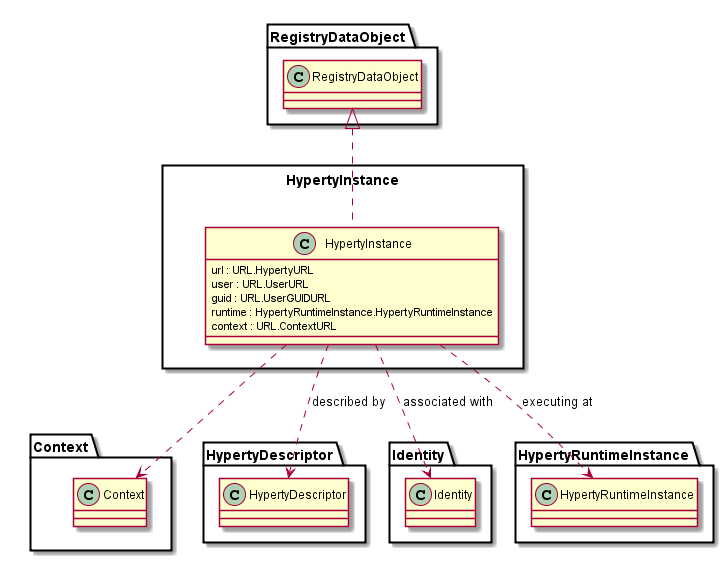 RegistryDataObject
C RegistryDataObject
HypertyInstance
C HypertyInstance
url : URL.HypertyURL
user : URL.UserURL
guid : URL.UserGUIDURL
runtime : HypertyRuntimeInstance.HypertyRuntimeInstance
context : URL.ContextURL
described by
associated with
executing at
Context
C Context
HypertyDescriptor
C HypertyDescriptor
Identity
C Identity
HypertyRuntimeInstance
C HypertyRuntimeInstance